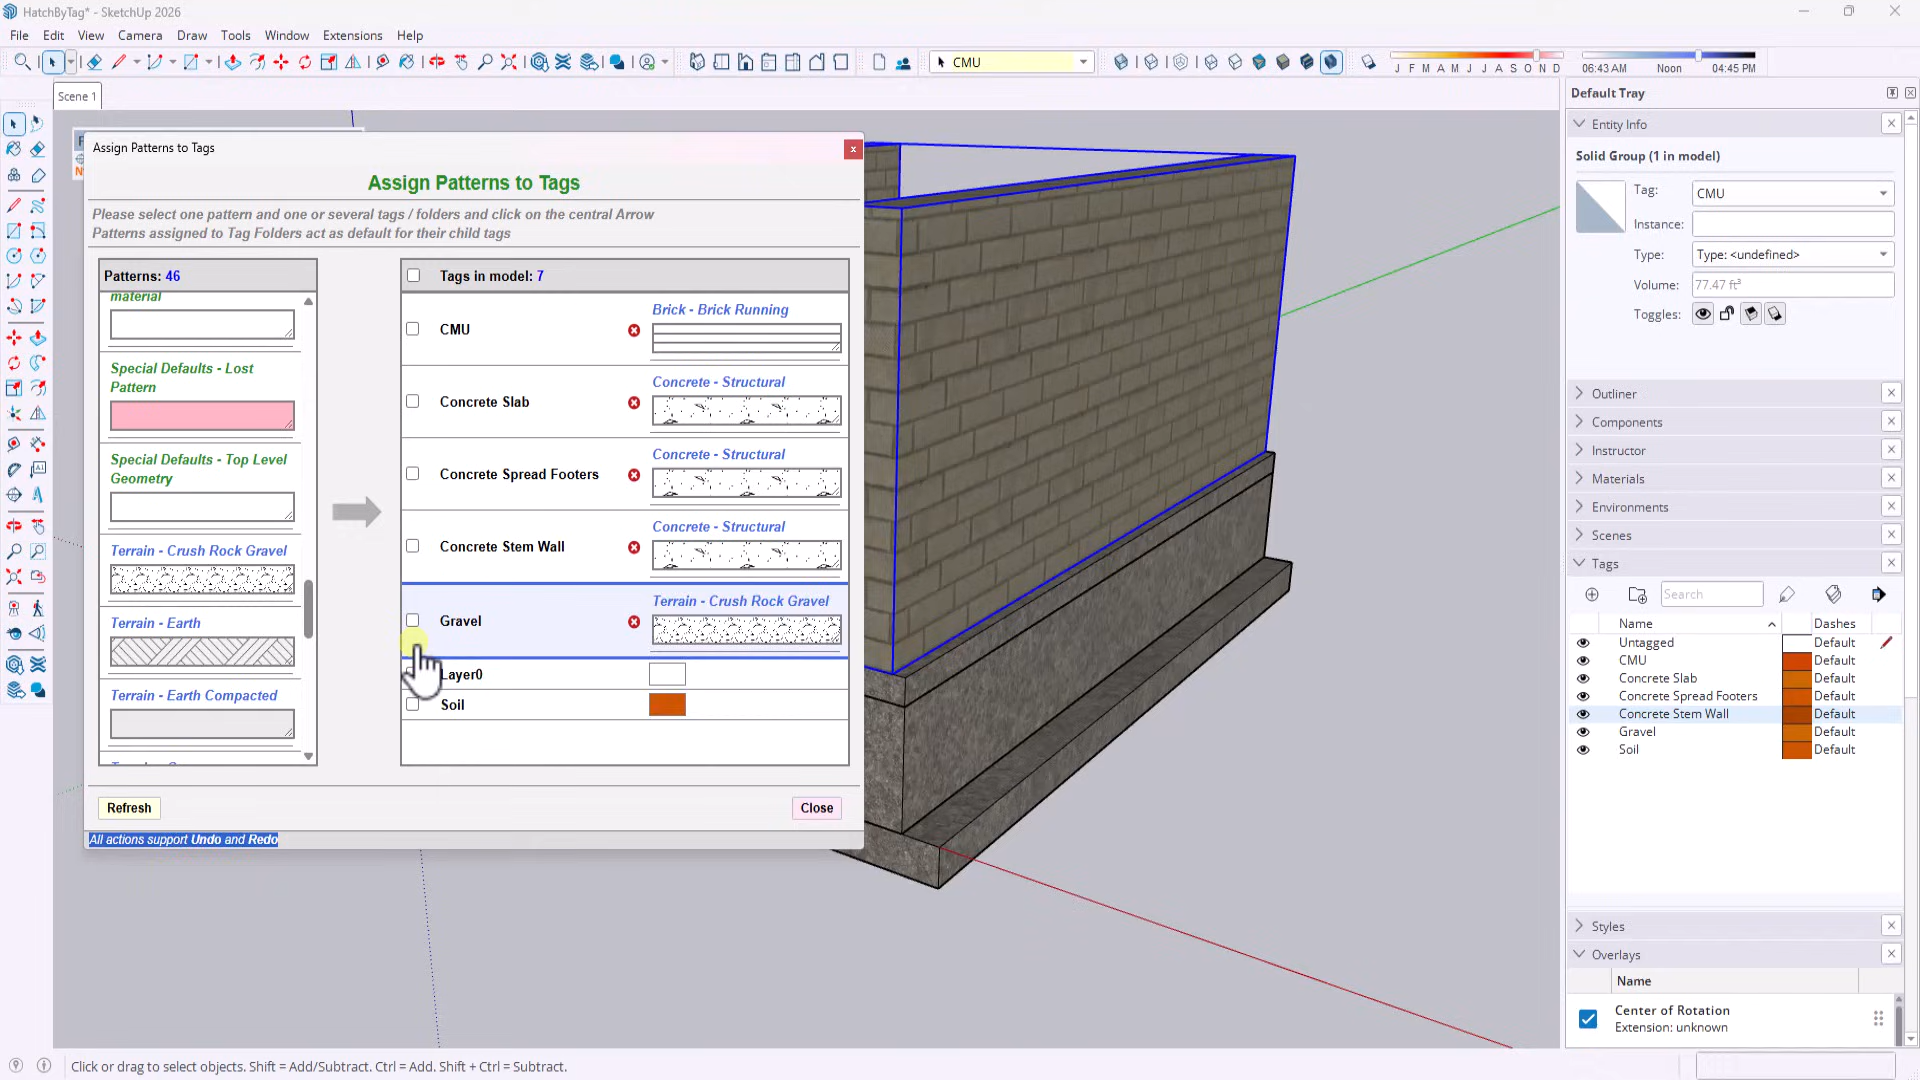 HatchByTag* - SketchUp 2026
File Edit View Camera Draw Tools Window Extensions Help
CMU
J F M A M J J A S O N D
06:43 AM Noon 04:45 PM
Scene 1
Default Tray
Entity Info
Solid Group (1 in model)
Tag: CMU
Instance:
Type: Type: <undefined>
Volume: 77.47 ft³
Toggles:
Outliner
Components
Instructor
Materials
Environments
Scenes
Tags
Search
Name Dashes
Untagged Default
CMU Default
Concrete Slab Default
Concrete Spread Footers Default
Concrete Stem Wall Default
Gravel Default
Soil Default
Styles
Overlays
Name
Center of Rotation
Extension: unknown
Assign Patterns to Tags
Assign Patterns to Tags
Please select one pattern and one or several tags / folders and click on the central Arrow
Patterns assigned to Tag Folders act as default for their child tags
Patterns: 46
material
Special Defaults - Lost
Pattern
Special Defaults - Top Level
Geometry
Terrain - Crush Rock Gravel
Terrain - Earth
Terrain - Earth Compacted
Tags in model: 7
CMU Brick - Brick Running
Concrete Slab Concrete - Structural
Concrete Spread Footers Concrete - Structural
Concrete Stem Wall Concrete - Structural
Gravel Terrain - Crush Rock Gravel
Layer0
Soil
Refresh Close
All actions support Undo and Redo
Click or drag to select objects. Shift = Add/Subtract. Ctrl = Add. Shift + Ctrl = Subtract.